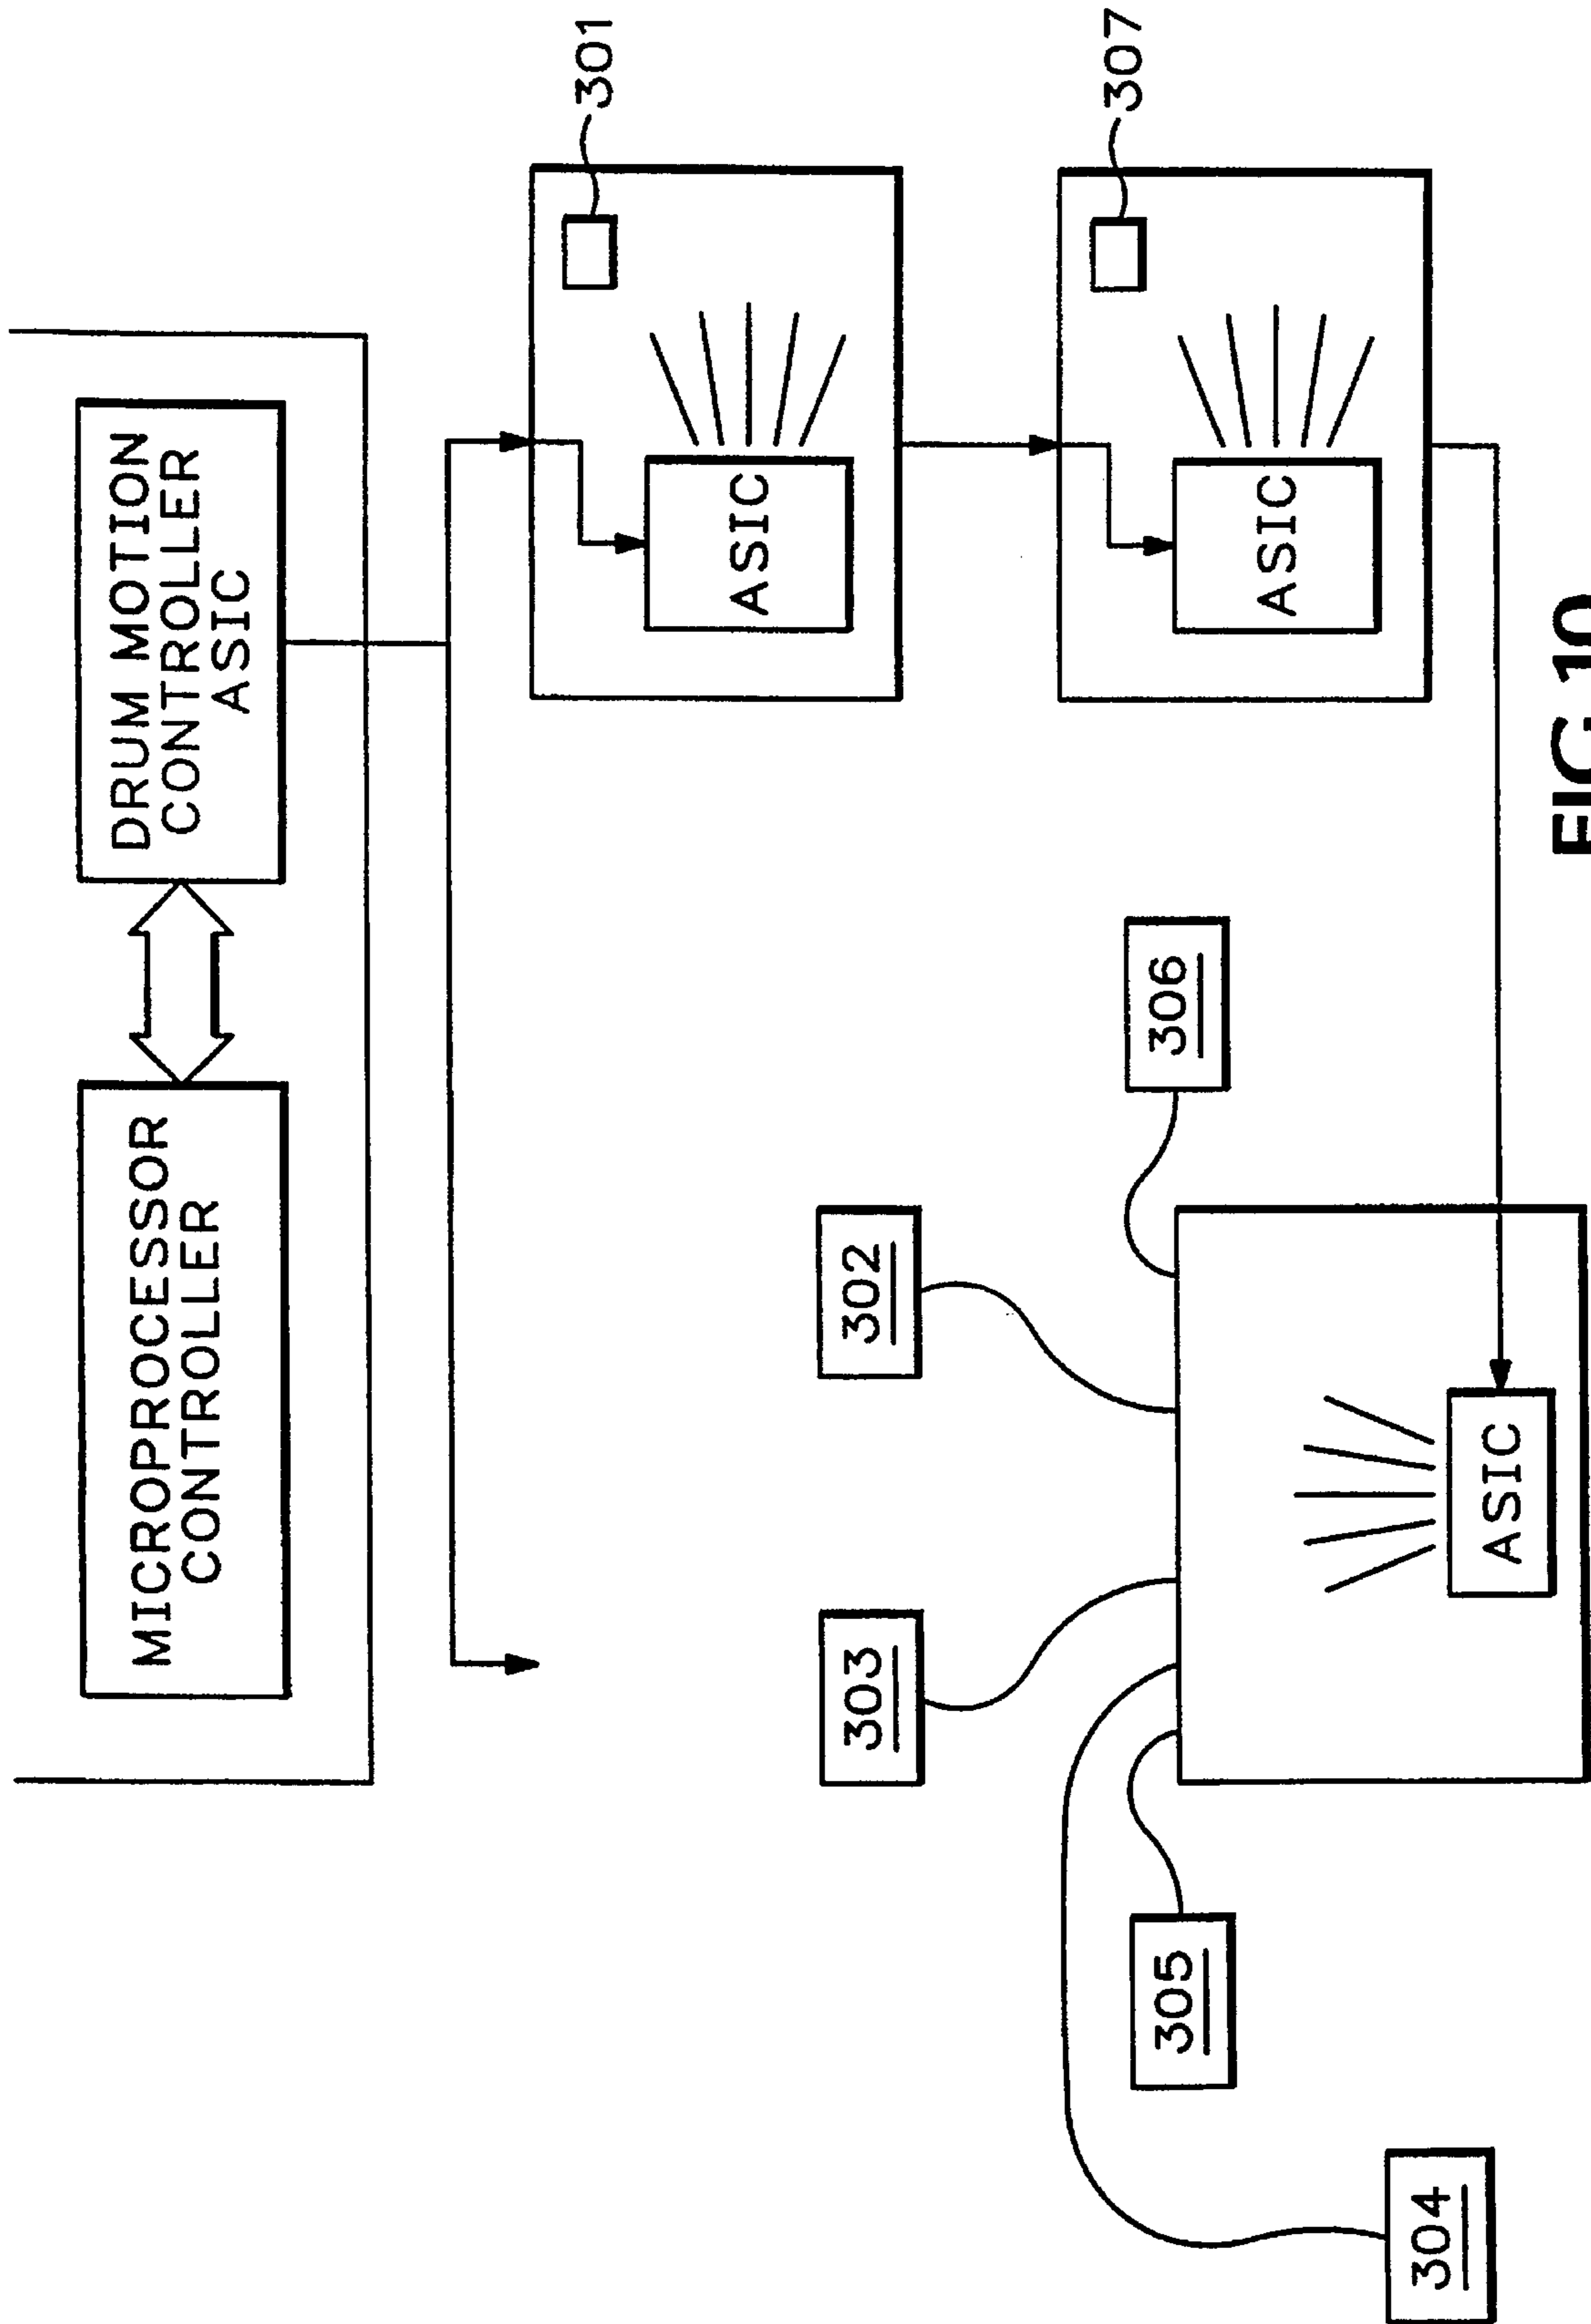 MICROPROCESSOR
CONTROLLER
DRUM MOTION
CONTROLLER
ASIC
301
ASIC
303
302
305
306
307
ASIC
304
ASIC
FIG 10